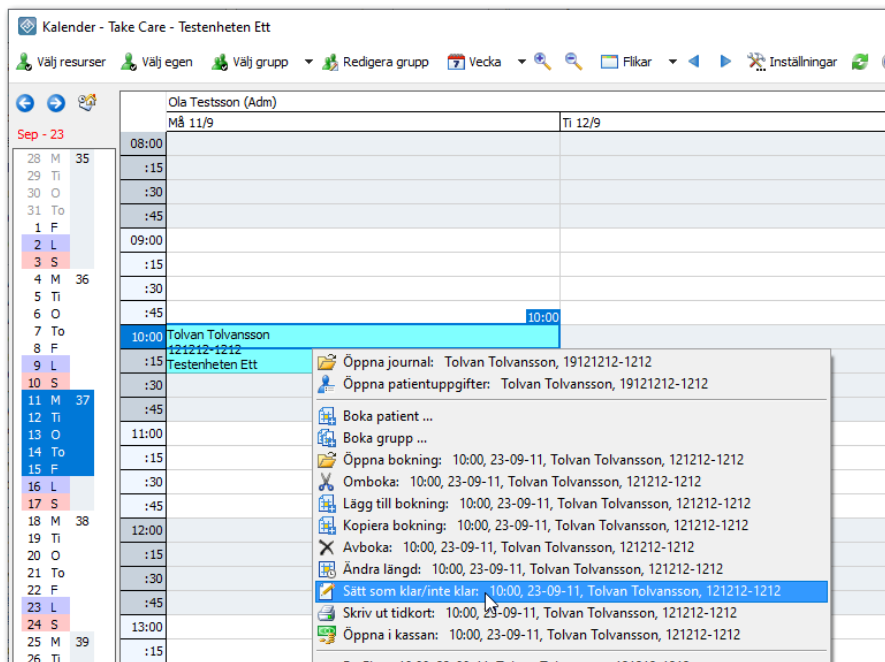 Kalender - Take Care - Testenheten Ett
Välj resurser Välj egen Välj grupp Redigera grupp 7 Vecka Flikar Inställningar
Ola Testsson (Adm)
Må 11/9 Ti 12/9
Sep - 23
28 M 35
29 Ti
30 O
31 To
1 F
2 L
3 S
4 M 36
5 Ti
6 O
7 To
8 F
9 L
10 S
11 M 37
12 Ti
13 O
14 To
15 F
16 L
17 S
18 M 38
19 Ti
20 O
21 To
22 F
23 L
24 S
25 M 39
26 Ti
08:00
:15
:30
:45
09:00
:15
:30
:45
10:00
:15
:30
:45
11:00
:15
:30
:45
12:00
:15
:30
:45
13:00
:15
10:00
Tolvan Tolvansson
121212-1212
Testenheten Ett
Öppna journal: Tolvan Tolvansson, 19121212-1212
Öppna patientuppgifter: Tolvan Tolvansson, 19121212-1212
Boka patient ...
Boka grupp ...
Öppna bokning: 10:00, 23-09-11, Tolvan Tolvansson, 121212-1212
Omboka: 10:00, 23-09-11, Tolvan Tolvansson, 121212-1212
Lägg till bokning: 10:00, 23-09-11, Tolvan Tolvansson, 121212-1212
Kopiera bokning: 10:00, 23-09-11, Tolvan Tolvansson, 121212-1212
Avboka: 10:00, 23-09-11, Tolvan Tolvansson, 121212-1212
Ändra längd: 10:00, 23-09-11, Tolvan Tolvansson, 121212-1212
Sätt som klar/inte klar: 10:00, 23-09-11, Tolvan Tolvansson, 121212-1212
Skriv ut tidkort: 10:00, 23-09-11, Tolvan Tolvansson, 121212-1212
Öppna i kassan: 10:00, 23-09-11, Tolvan Tolvansson, 121212-1212